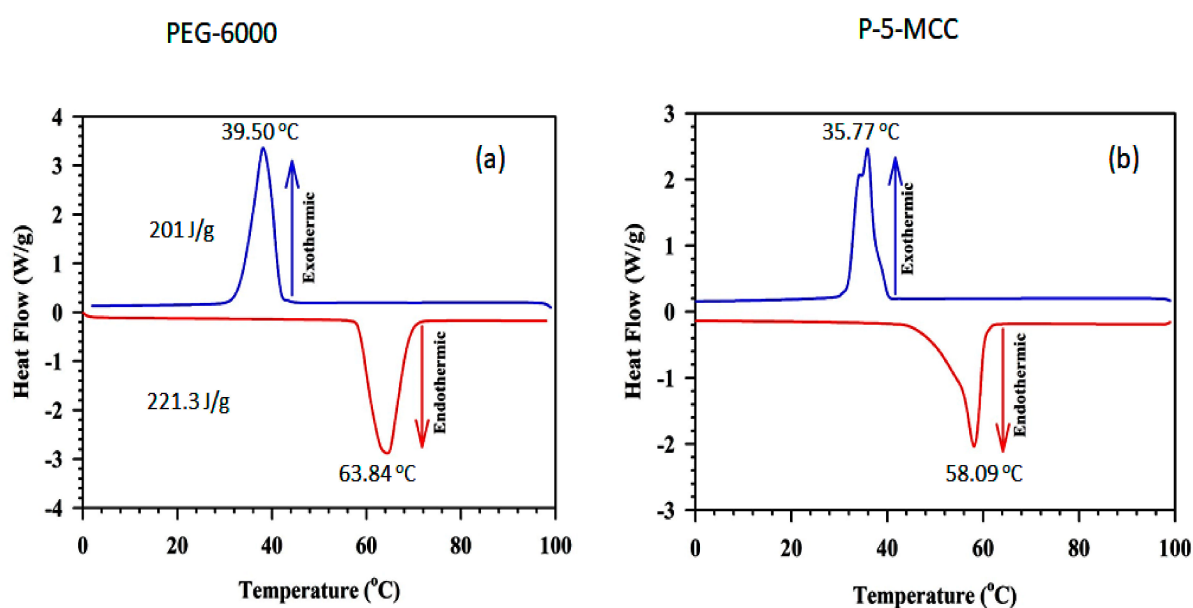 PEG-6000
P-5-MCC
4
3
2
1
0
-1
-2
-3
-4
39.50 °C
(a)
201 J/g
Exothermic
221.3 J/g
Endothermic
63.84 °C
0
20
40
60
80
100
Heat Flow (W/g)
Temperature (°C)
3
2
1
0
-1
-2
-3
35.77 °C
(b)
Exothermic
Endothermic
58.09 °C
0
20
40
60
80
100
Heat Flow (W/g)
Temperature (°C)